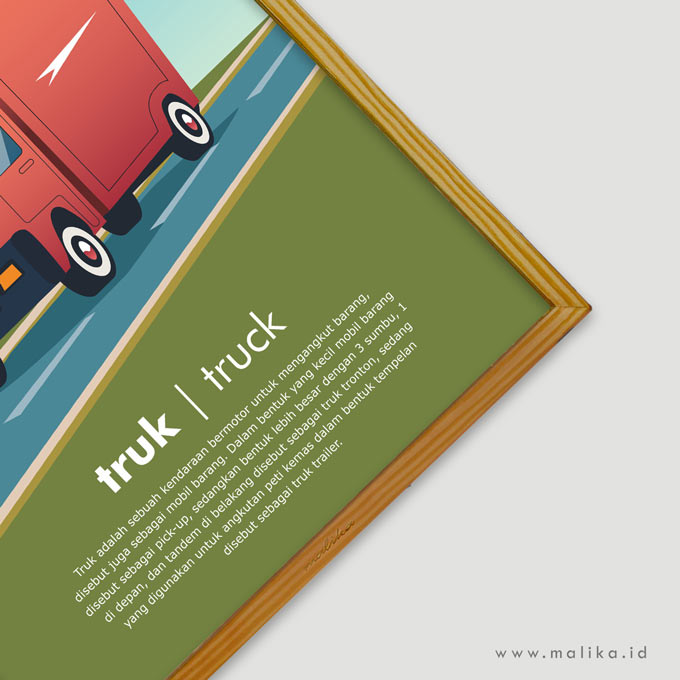 truk | truck
Truk adalah sebuah kendaraan bermotor untuk mengangkut barang,
disebut juga sebagai mobil barang. Dalam bentuk yang kecil mobil barang
disebut sebagai pick-up, sedangkan bentuk lebih besar dengan 3 sumbu, 1
di depan, dan tandem di belakang disebut sebagai truk tronton, sedang
yang digunakan untuk angkutan peti kemas dalam bentuk tempelan
disebut sebagai truk trailer.
malika
www.malika.id